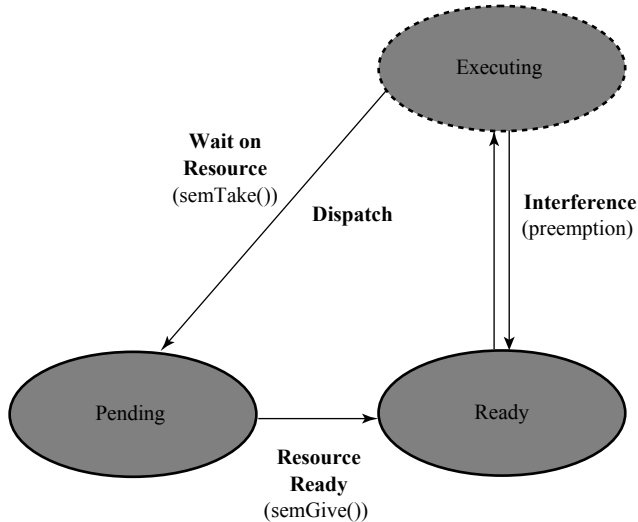 Executing
Wait on
Resource
(semTake())
Dispatch
Interference
(preemption)
Pending
Ready
Resource
Ready
(semGive())